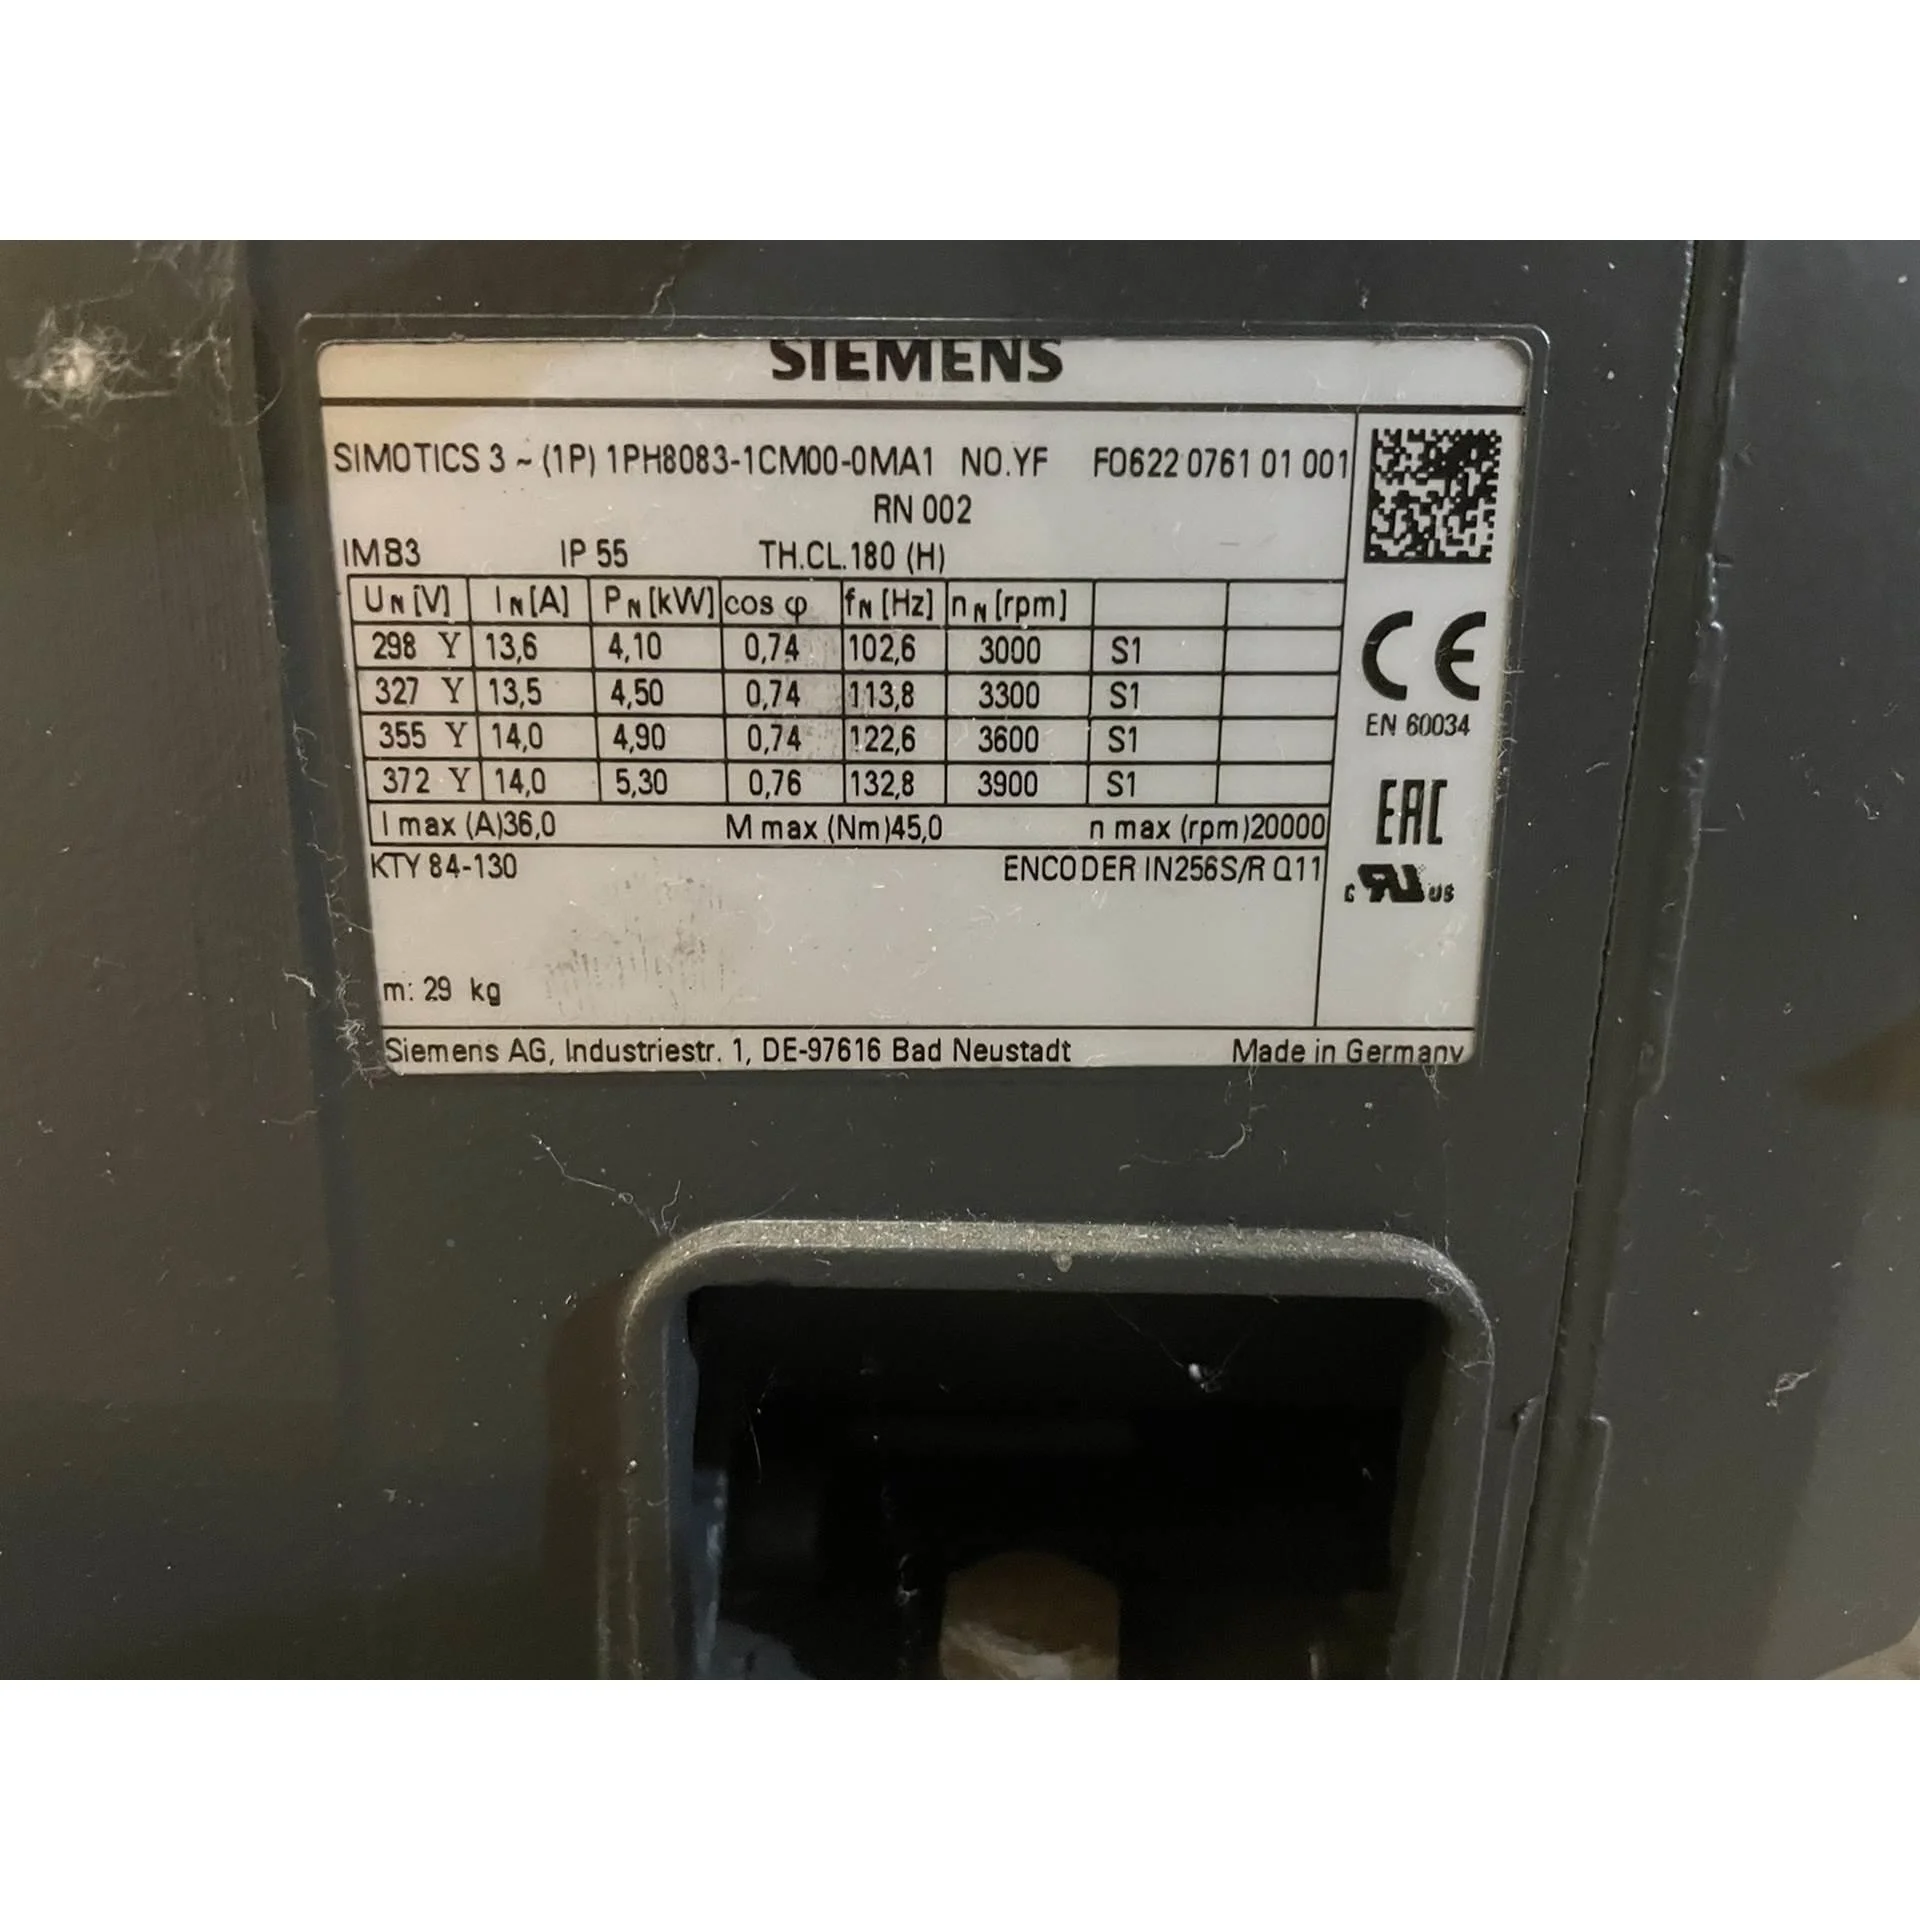 SIEMENS
SIMOTICS 3 ~ (1P) 1PH8083-1CM00-0MA1 NO.YF F0622 0761 01 001
RN 002
IM B3 IP 55 TH.CL.180 (H)
UN [V] IN [A] PN [kW] cos φ fN [Hz] nN [rpm]
298 Y 13,6 4,10 0,74 102,6 3000 S1
327 Y 13,5 4,50 0,74 113,8 3300 S1
355 Y 14,0 4,90 0,74 122,6 3600 S1
372 Y 14,0 5,30 0,76 132,8 3900 S1
I max (A)36,0 M max (Nm)45,0 n max (rpm)20000
KTY 84-130 ENCODER IN256S/R Q11
m: 29 kg
Siemens AG, Industriestr. 1, DE-97616 Bad Neustadt Made in Germany
CE
EN 60034
EAC
c RU us